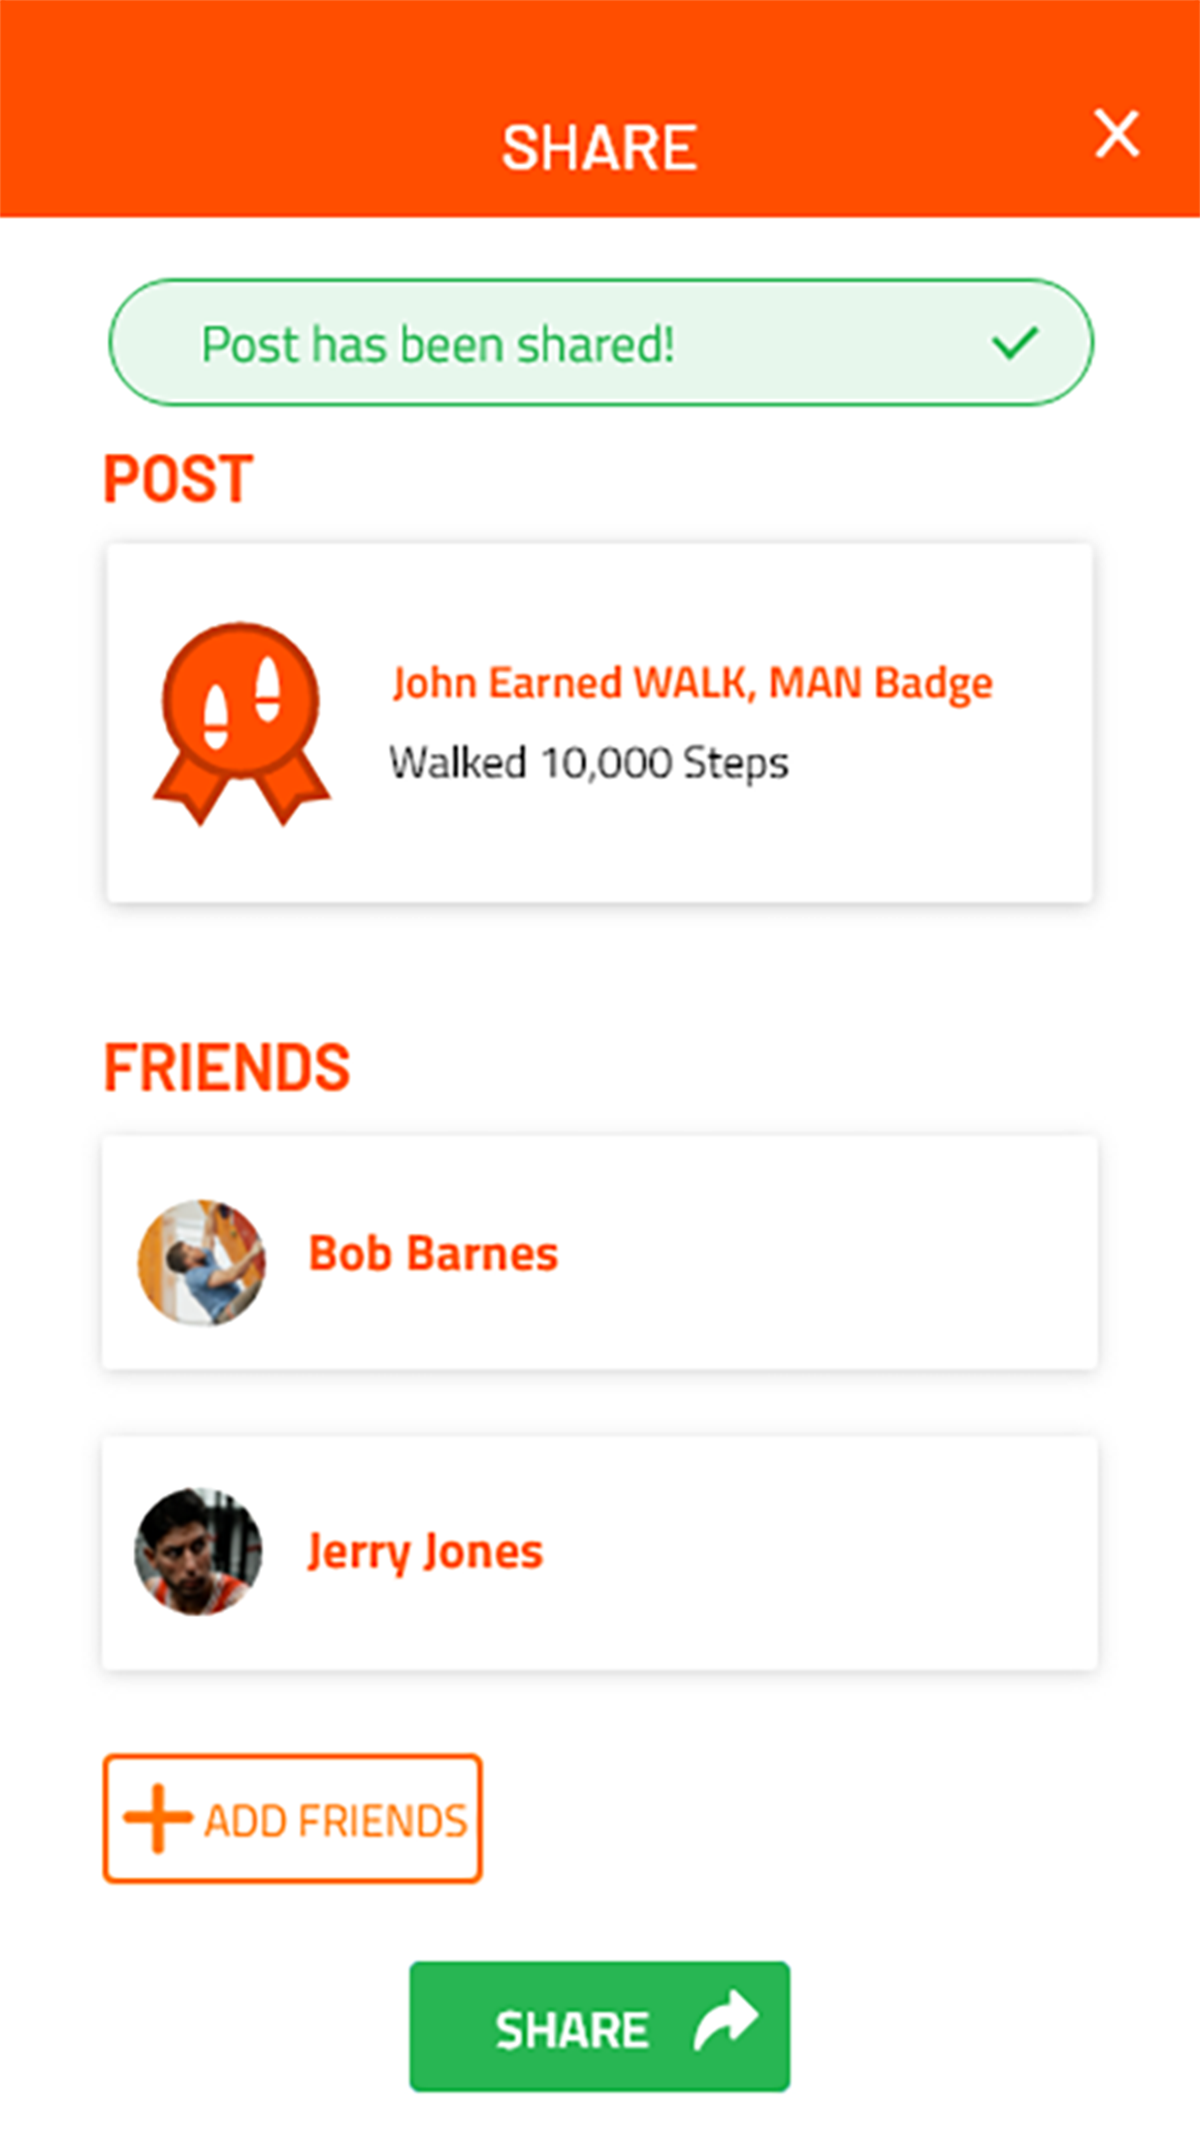 SHARE
Post has been shared!
POST
John Earned WALK, MAN Badge
Walked 10,000 Steps
FRIENDS
Bob Barnes
Jerry Jones
ADD FRIENDS
SHARE